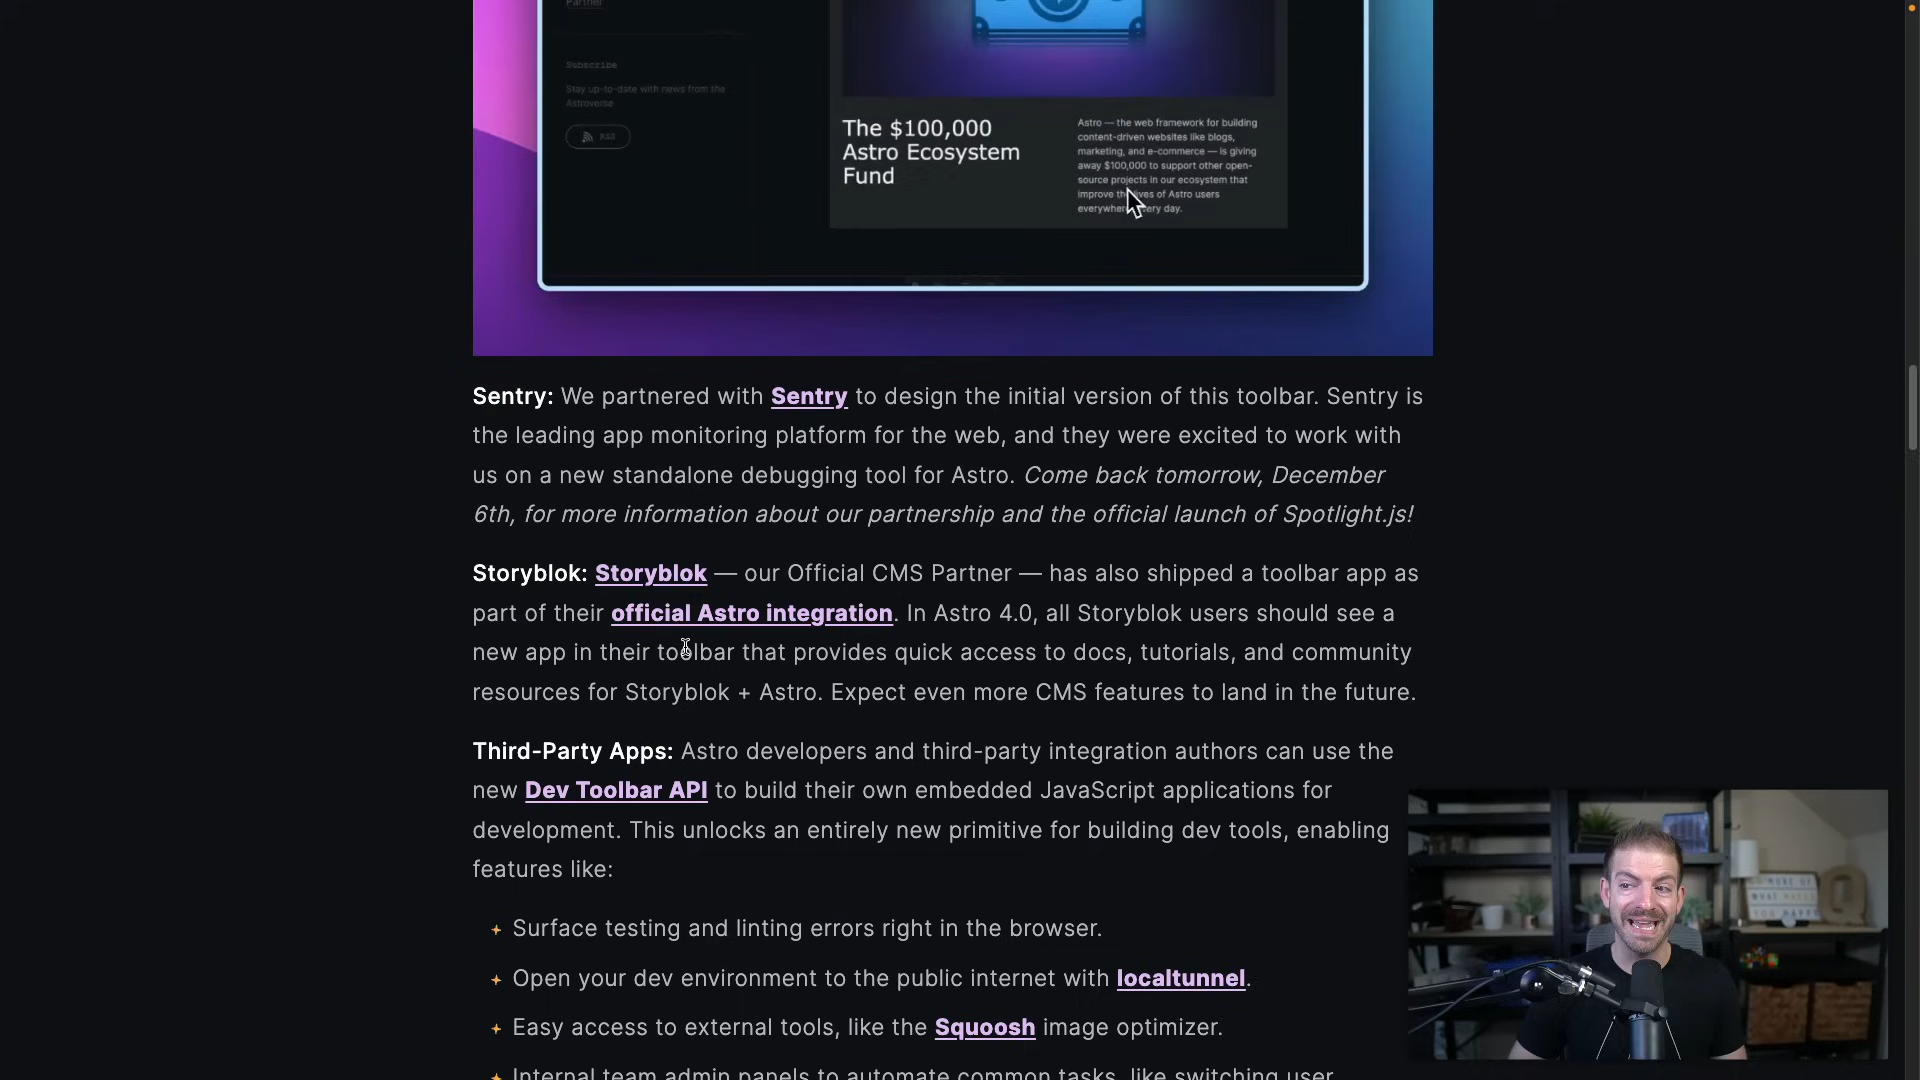 Partner
Subscribe
Stay up-to-date with news from the
Astroverse
RSS
The $100,000
Astro Ecosystem
Fund
Astro — the web framework for building
content-driven websites like blogs,
marketing, and e-commerce — is giving
away $100,000 to support other open-
source projects in our ecosystem that
improve the lives of Astro users
everywhere every day.
Sentry: We partnered with Sentry to design the initial version of this toolbar. Sentry is
the leading app monitoring platform for the web, and they were excited to work with
us on a new standalone debugging tool for Astro. Come back tomorrow, December
6th, for more information about our partnership and the official launch of Spotlight.js!
Storyblok: Storyblok — our Official CMS Partner — has also shipped a toolbar app as
part of their official Astro integration. In Astro 4.0, all Storyblok users should see a
new app in their toolbar that provides quick access to docs, tutorials, and community
resources for Storyblok + Astro. Expect even more CMS features to land in the future.
Third-Party Apps: Astro developers and third-party integration authors can use the
new Dev Toolbar API to build their own embedded JavaScript applications for
development. This unlocks an entirely new primitive for building dev tools, enabling
features like:
Surface testing and linting errors right in the browser.
Open your dev environment to the public internet with localtunnel.
Easy access to external tools, like the Squoosh image optimizer.
Internal team admin panels to automate common tasks, like switching user
MORE OF
WHAT MAKES
YOU HAPPY